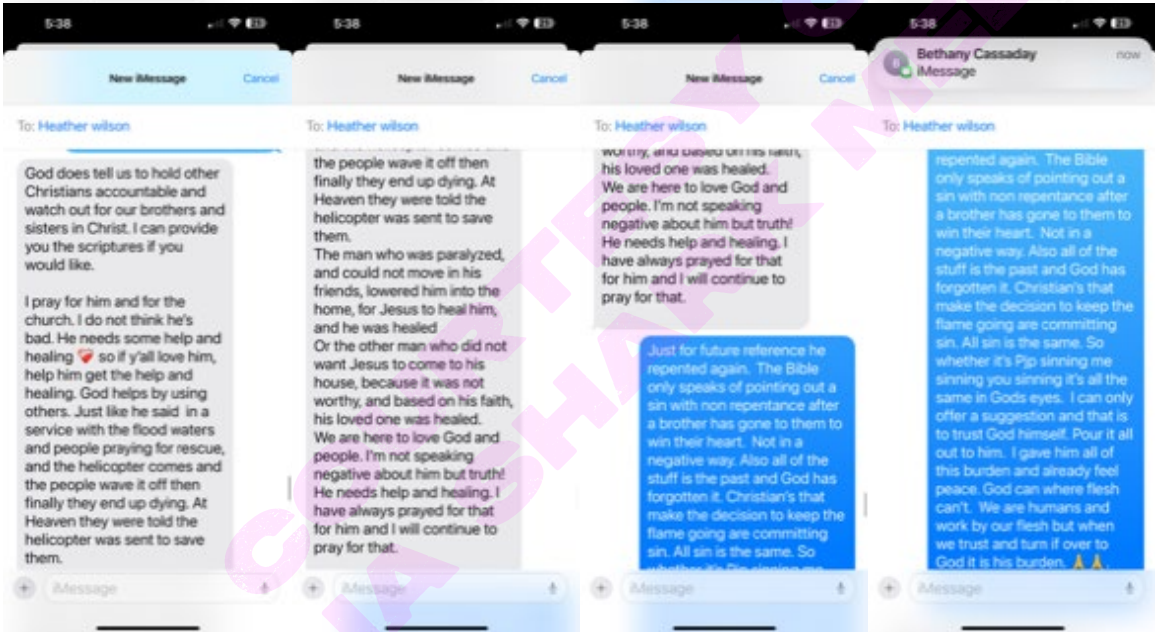 5:38
New iMessage
Cancel
To: Heather wilson
God does tell us to hold other
Christians accountable and
watch out for our brothers and
sisters in Christ. I can provide
you the scriptures if you
would like.
I pray for him and for the
church. I do not think he's
bad. He needs some help and
healing ❤️‍🩹 so if y'all love him,
help him get the help and
healing. God helps by using
others. Just like he said in a
service with the flood waters
and people praying for rescue,
and the helicopter comes and
the people wave it off then
finally they end up dying. At
Heaven they were told the
helicopter was sent to save
them.
iMessage
5:38
New iMessage
Cancel
To: Heather wilson
the people wave it off then
finally they end up dying. At
Heaven they were told the
helicopter was sent to save
them.
The man who was paralyzed,
and could not move in his
friends, lowered him into the
home, for Jesus to heal him,
and he was healed
Or the other man who did not
want Jesus to come to his
house, because it was not
worthy, and based on his faith,
his loved one was healed.
We are here to love God and
people. I'm not speaking
negative about him but truth!
He needs help and healing. I
have always prayed for that
for him and I will continue to
pray for that.
iMessage
5:38
New iMessage
Cancel
To: Heather wilson
worthy, and based on his faith,
his loved one was healed.
We are here to love God and
people. I'm not speaking
negative about him but truth!
He needs help and healing. I
have always prayed for that
for him and I will continue to
pray for that.
Just for future reference he
repented again. The Bible
only speaks of pointing out a
sin with non repentance after
a brother has gone to them to
win their heart. Not in a
negative way. Also all of the
stuff is the past and God has
forgotten it. Christian's that
make the decision to keep the
flame going are committing
sin. All sin is the same. So
whether it's Pjp sinning me
iMessage
5:38
Bethany Cassaday
now
iMessage
To: Heather wilson
repented again. The Bible
only speaks of pointing out a
sin with non repentance after
a brother has gone to them to
win their heart. Not in a
negative way. Also all of the
stuff is the past and God has
forgotten it. Christian's that
make the decision to keep the
flame going are committing
sin. All sin is the same. So
whether it's Pjp sinning me
sinning you sinning it's all the
same in Gods eyes. I can only
offer a suggestion and that is
to trust God himself. Pour it all
out to him. I gave him all of
this burden and already feel
peace. God can where flesh
can't. We are humans and
work by our flesh but when
we trust and turn if over to
God it is his burden. 🙏🙏.
iMessage
COURTESY OF